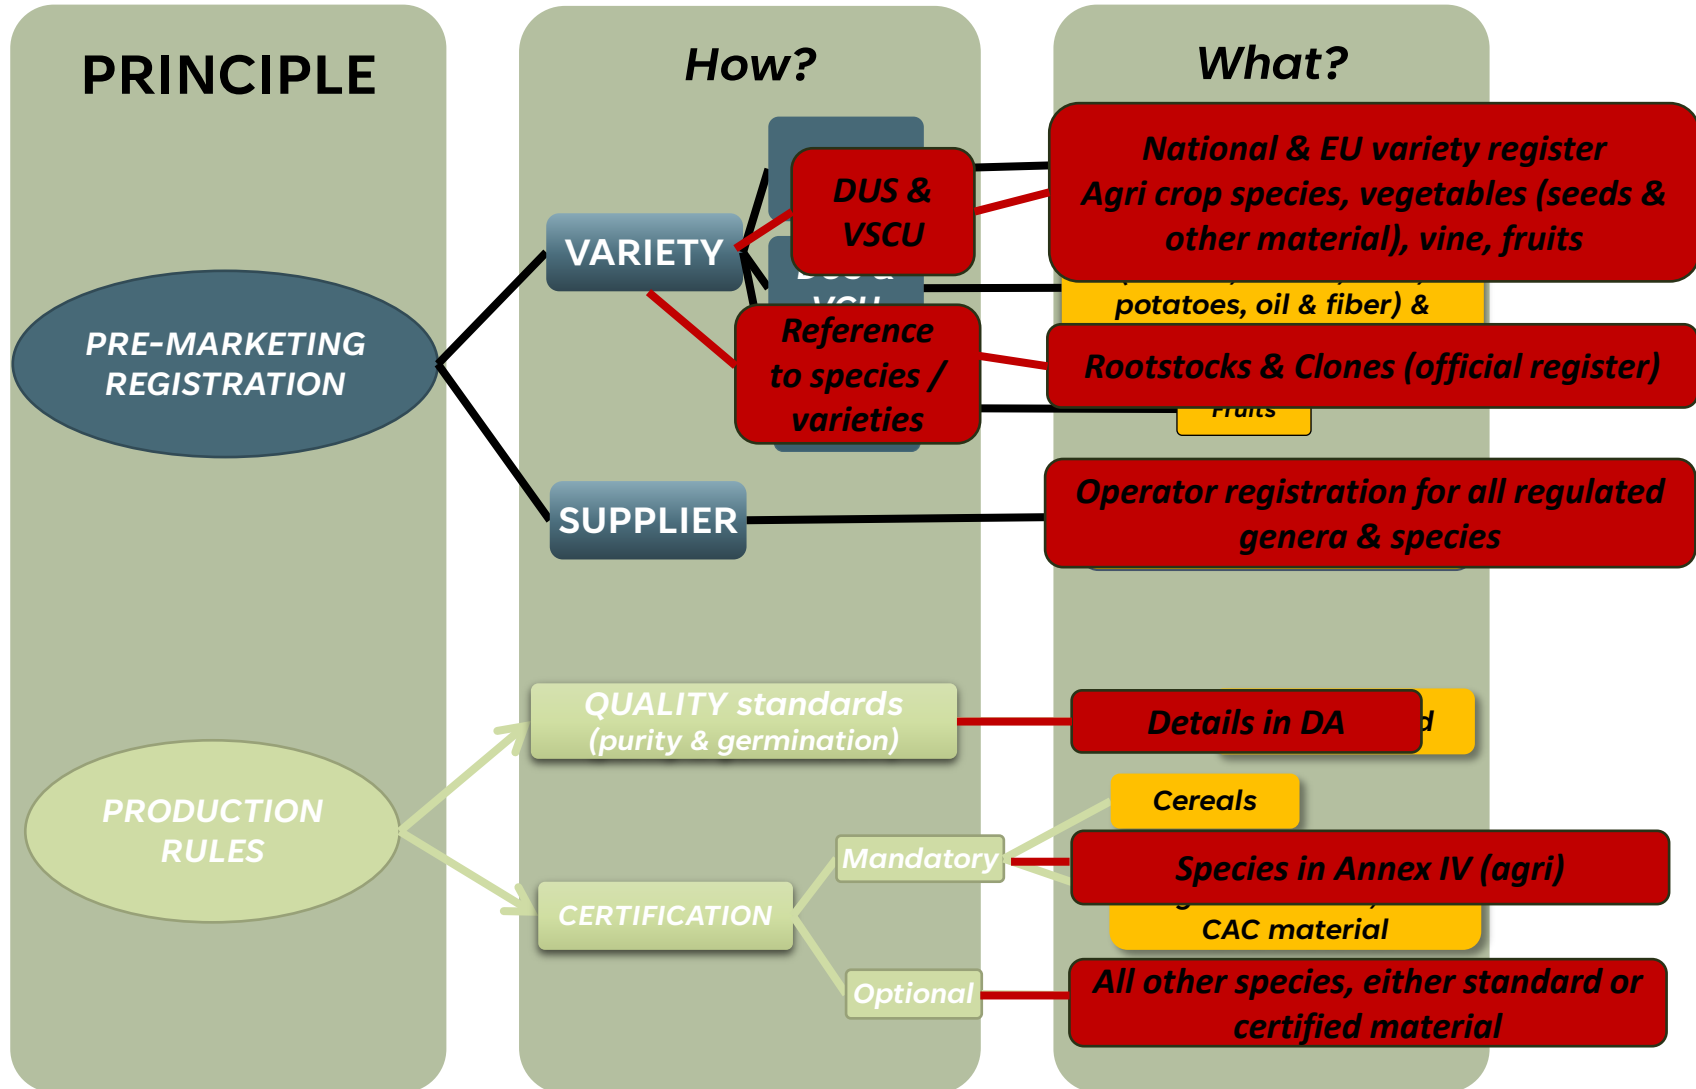 PRINCIPLE
How?
What?
National & EU variety register
Agri crop species, vegetables (seeds &
other material), vine, fruits
DUS &
VSCU
VARIETY
potatoes, oil & fiber) &
PRE-MARKETING
REGISTRATION
Reference
to species /
varieties
Rootstocks & Clones (official register)
Fruits
SUPPLIER
Operator registration for all regulated
genera & species
QUALITY standards
(purity & germination)
Details in DA
PRODUCTION
RULES
Cereals
Mandatory
Species in Annex IV (agri)
CERTIFICATION
CAC material
Optional
All other species, either standard or
certified material